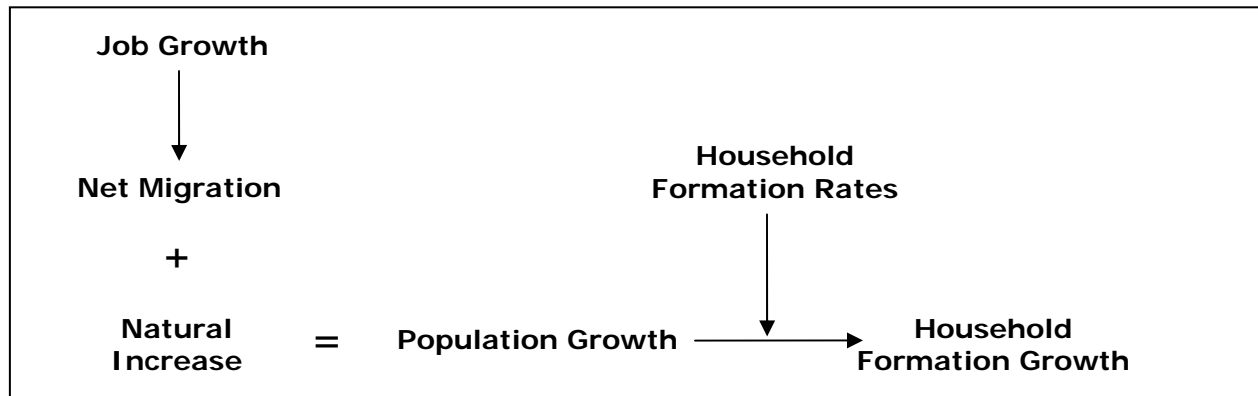 Job Growth
Household
Formation Rates
Net Migration
+
Natural
Increase
=
Population Growth
Household
Formation Growth